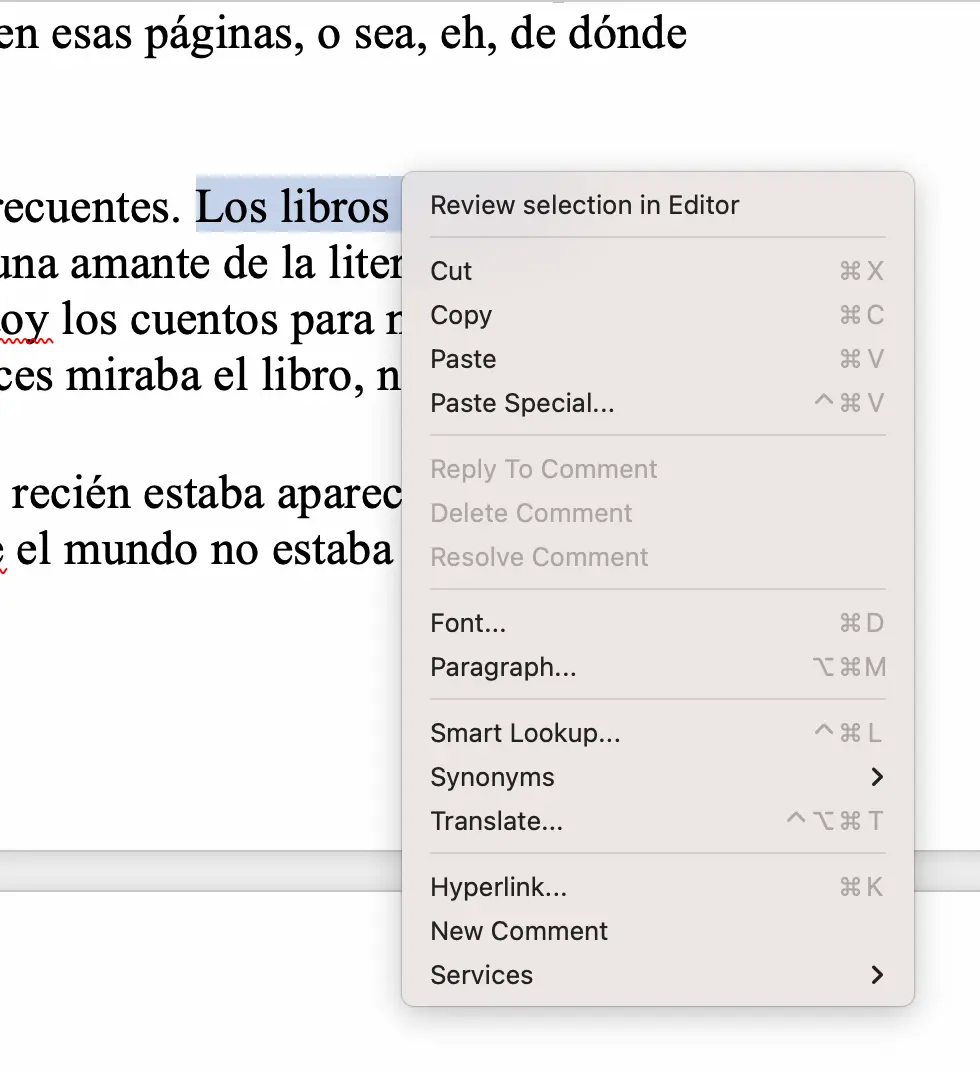 en esas páginas, o sea, eh, de dónde
recuentes. Los libros
una amante de la liter
oy los cuentos para n
ces miraba el libro, n
recién estaba aparec
e el mundo no estaba
Review selection in Editor
Cut ⌘ X
Copy ⌘ C
Paste ⌘ V
Paste Special... ^ ⌘ V
Reply To Comment
Delete Comment
Resolve Comment
Font... ⌘ D
Paragraph... ⌥ ⌘ M
Smart Lookup... ^ ⌘ L
Synonyms
Translate... ^ ⌥ ⌘ T
Hyperlink... ⌘ K
New Comment
Services